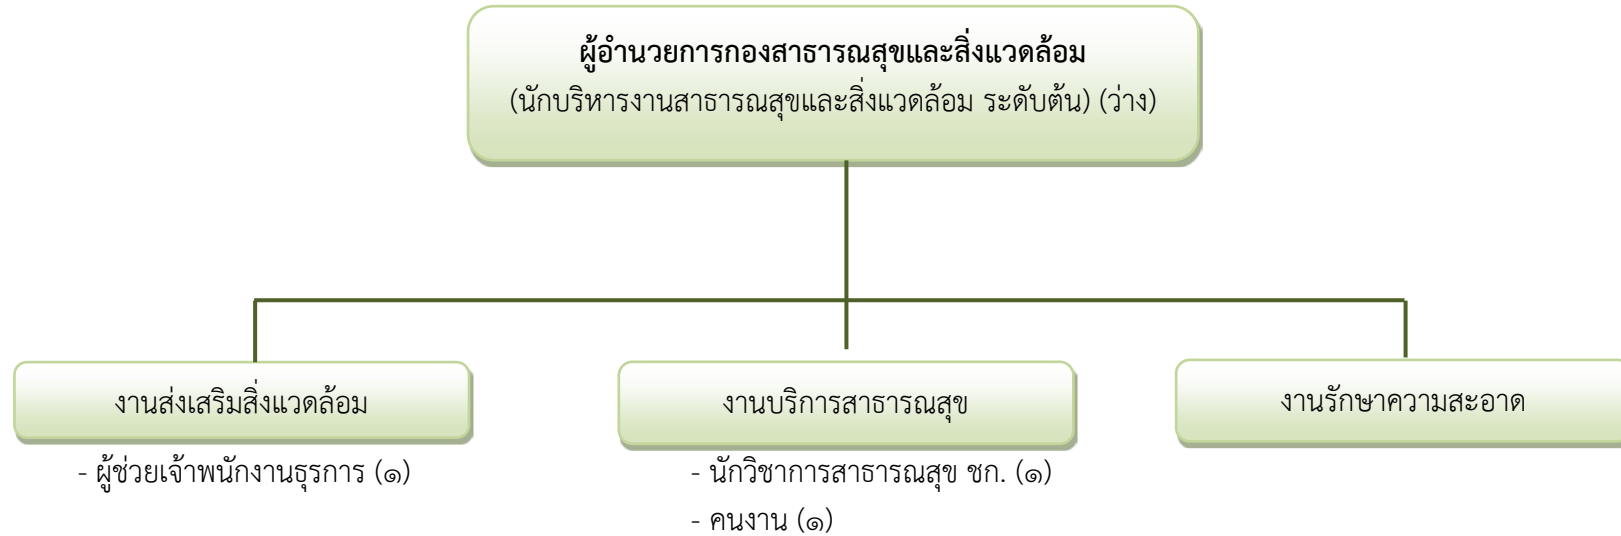 ผู้อำนวยการกองสาธารณสุขและสิ่งแวดล้อม
(นักบริหารงานสาธารณสุขและสิ่งแวดล้อม ระดับต้น) (ว่าง)
งานส่งเสริมสิ่งแวดล้อม
- ผู้ช่วยเจ้าพนักงานธุรการ (๑)
งานบริการสาธารณสุข
- นักวิชาการสาธารณสุข ชก. (๑)
- คนงาน (๑)
งานรักษาความสะอาด